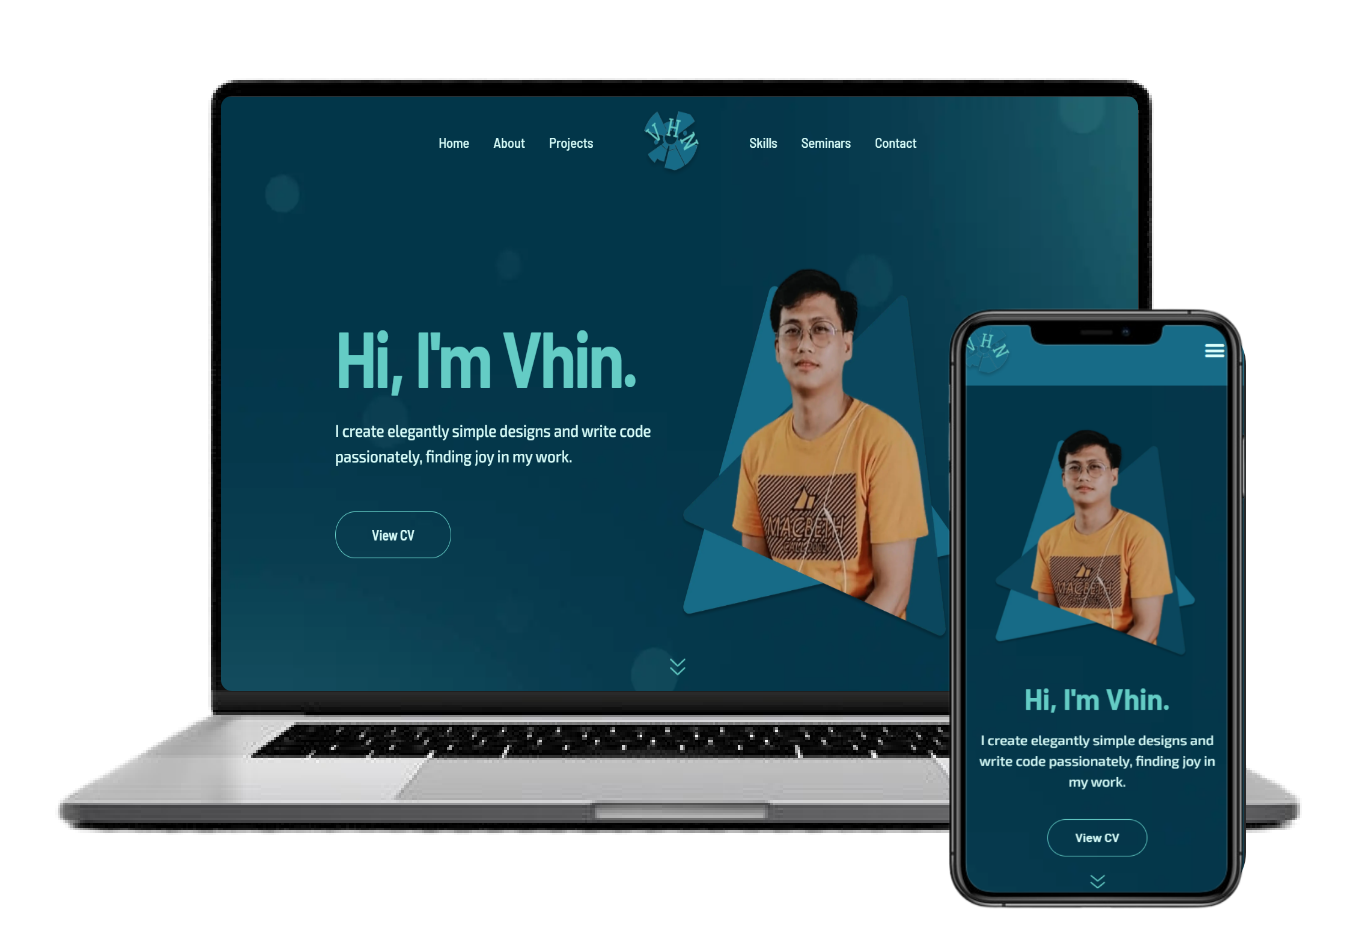 Home About Projects VHN Skills Seminars Contact
Hi, I'm Vhin.
I create elegantly simple designs and write code
passionately, finding joy in my work.
View CV
MACBETH
VHN
Hi, I'm Vhin.
I create elegantly simple designs and
write code passionately, finding joy in
my work.
View CV
MACBETH